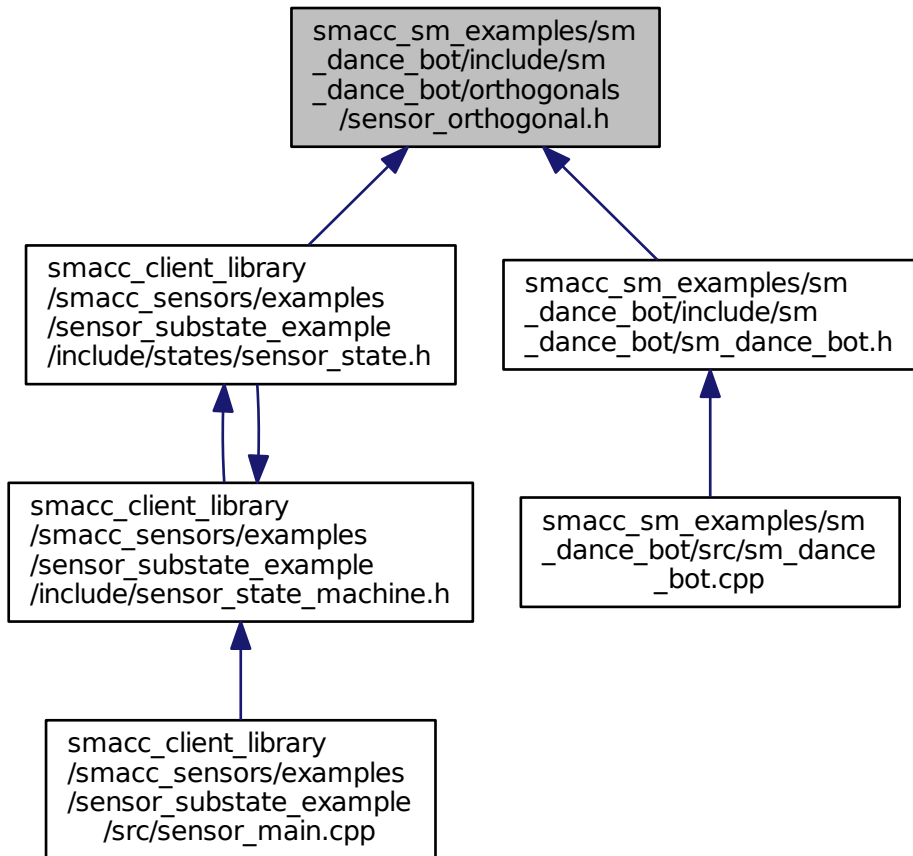 smacc_sm_examples/sm
_dance_bot/include/sm
_dance_bot/orthogonals
/sensor_orthogonal.h
smacc_client_library
/smacc_sensors/examples
/sensor_substate_example
/include/states/sensor_state.h
smacc_sm_examples/sm
_dance_bot/include/sm
_dance_bot/sm_dance_bot.h
smacc_client_library
/smacc_sensors/examples
/sensor_substate_example
/include/sensor_state_machine.h
smacc_sm_examples/sm
_dance_bot/src/sm_dance
_bot.cpp
smacc_client_library
/smacc_sensors/examples
/sensor_substate_example
/src/sensor_main.cpp